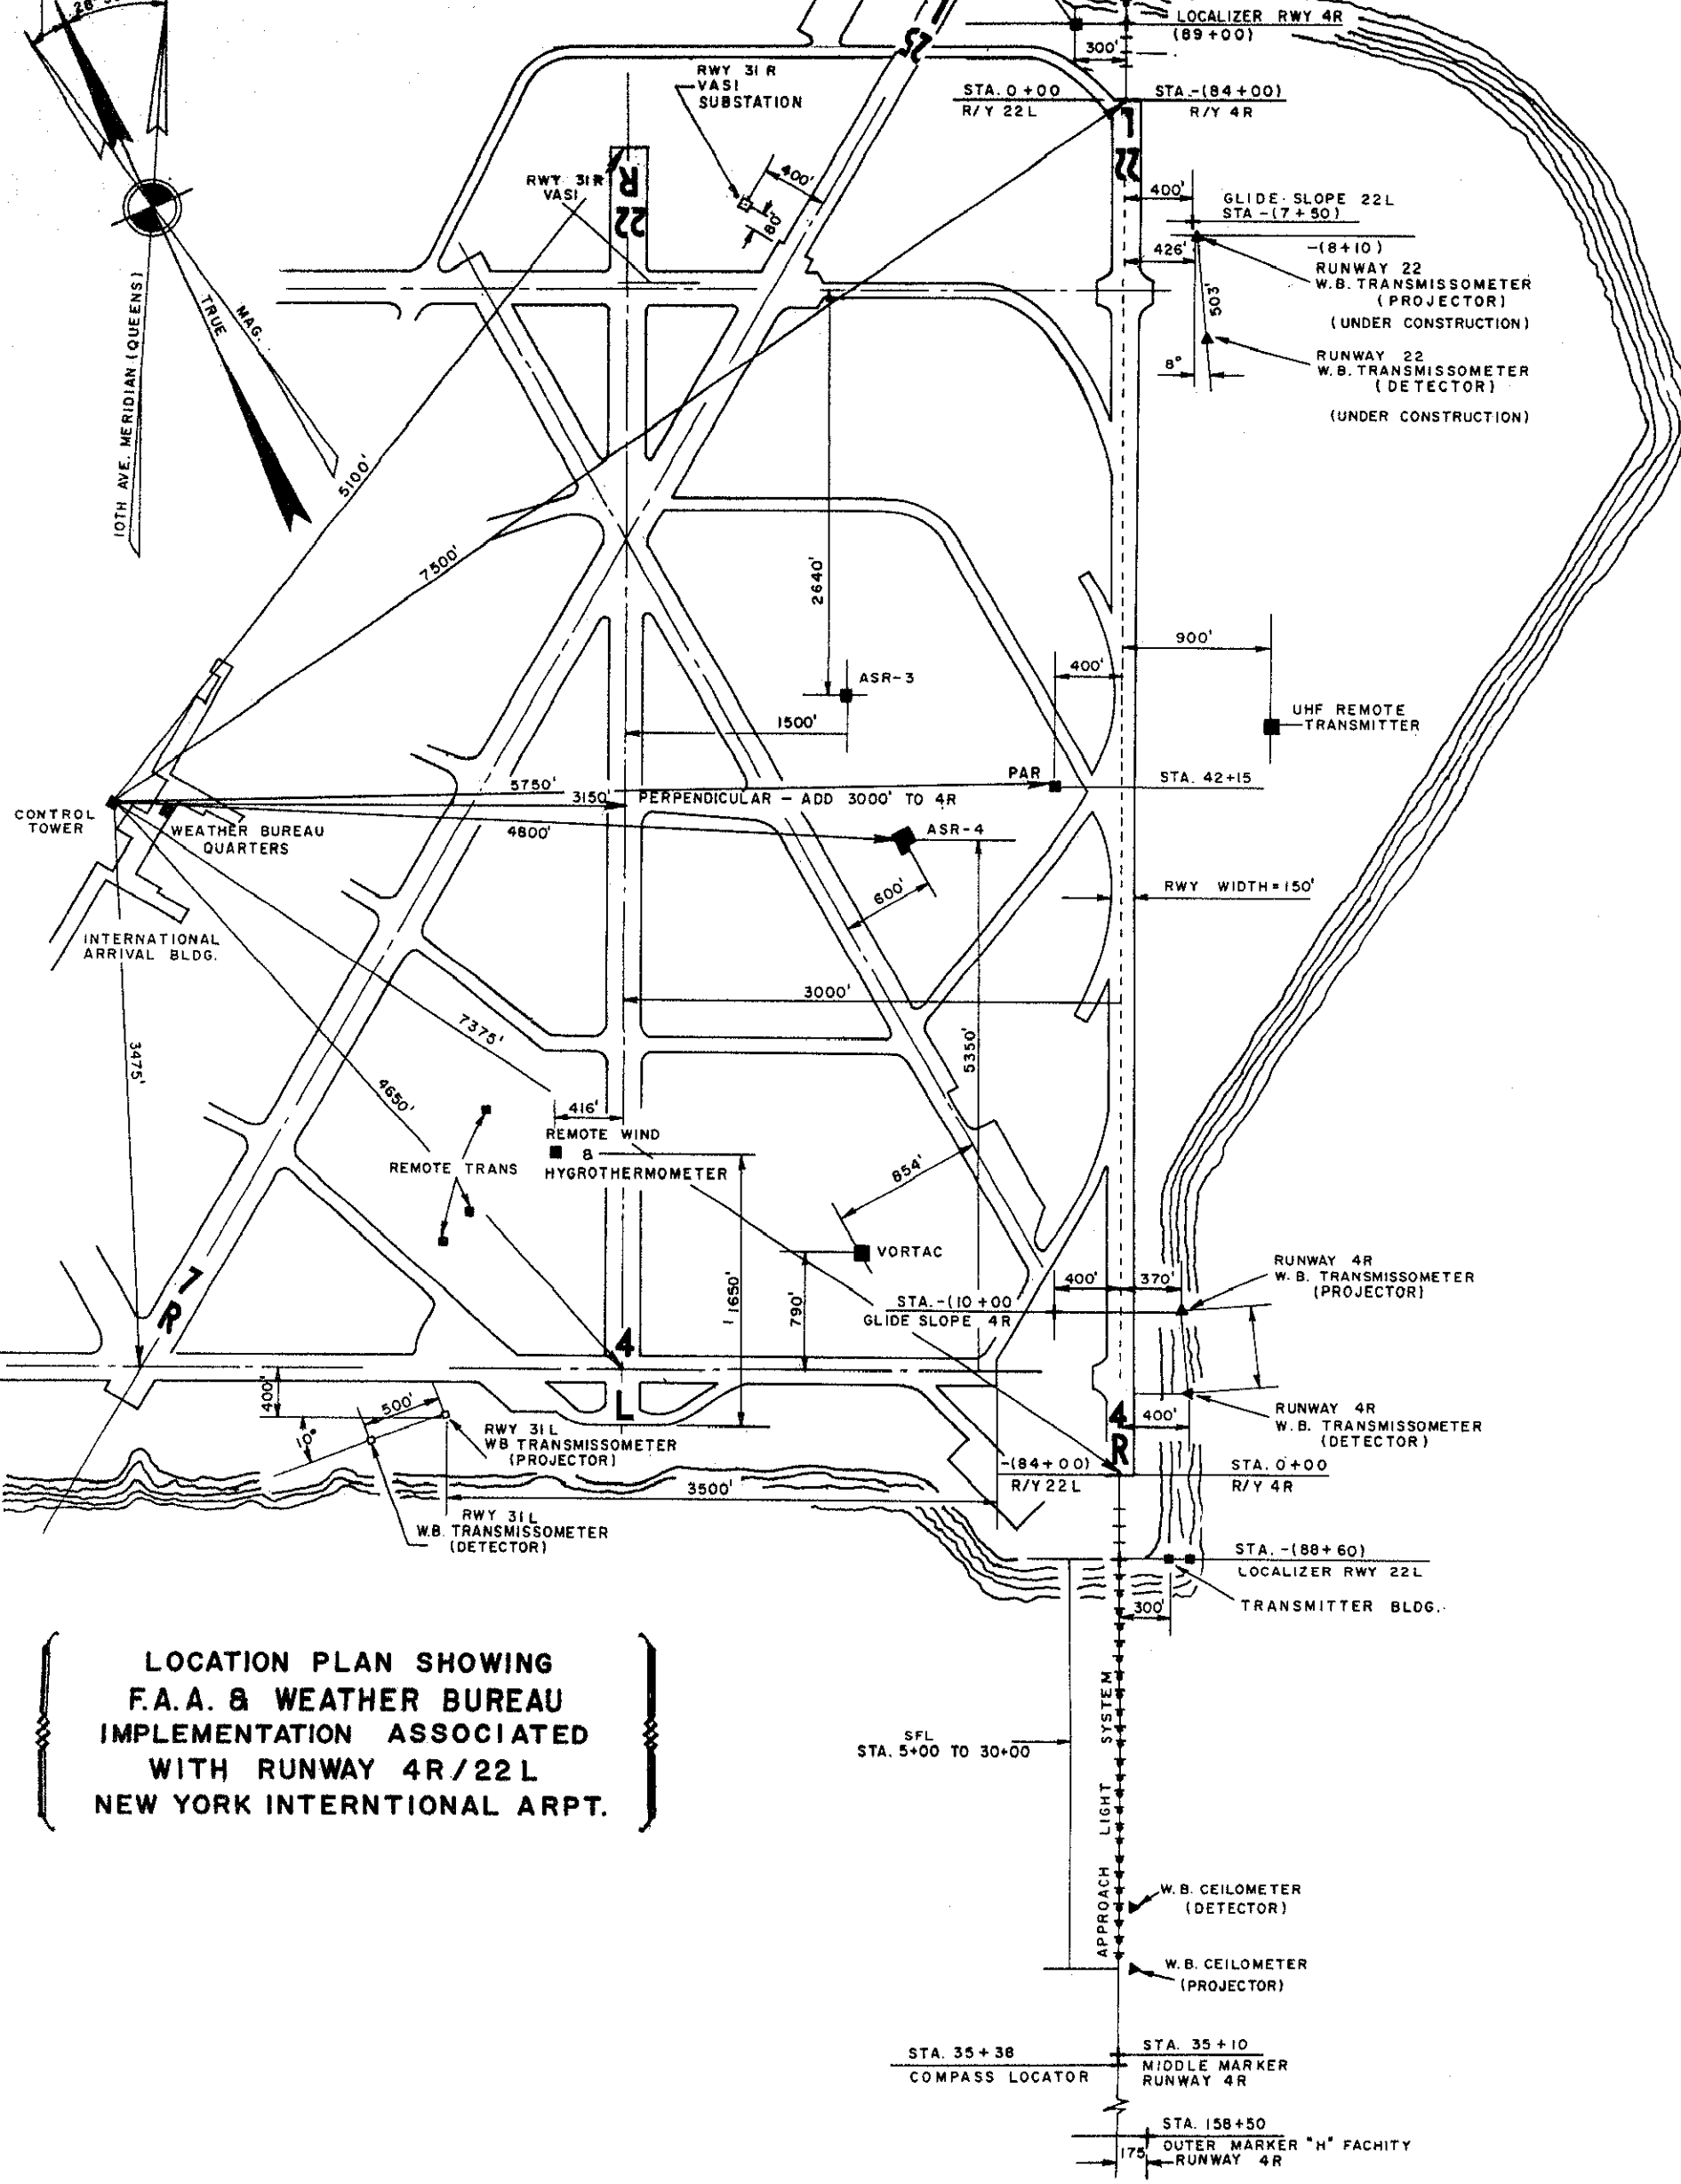 28°
LOCALIZER RWY 4R
(89+00)
300'
25
RWY 31 R
VASI
SUBSTATION
STA. 0+00
R/Y 22L
STA.-(84+00)
R/Y 4R
L
22
R
22
RWY 31R
VASI
400'
80'
400'
GLIDE SLOPE 22L
STA -(7+50)
-(8+10)
426'
RUNWAY 22
W.B. TRANSMISSOMETER
(PROJECTOR)
(UNDER CONSTRUCTION)
503'
8°
RUNWAY 22
W.B. TRANSMISSOMETER
(DETECTOR)
(UNDER CONSTRUCTION)
10TH AVE. MERIDIAN (QUEENS)
TRUE
MAG.
5100'
7500'
2640'
ASR-3
1500'
400'
900'
UHF REMOTE
TRANSMITTER
PAR
STA. 42+15
5750'
3150' PERPENDICULAR - ADD 3000' TO 4R
4800'
ASR-4
CONTROL
TOWER
WEATHER BUREAU
QUARTERS
600'
RWY WIDTH=150'
INTERNATIONAL
ARRIVAL BLDG.
3000'
5350'
7375'
3475'
4650'
416'
REMOTE WIND
&
HYGROTHERMOMETER
REMOTE TRANS
854'
VORTAC
1650'
790'
STA.-(10+00
GLIDE SLOPE 4R
400'
370'
RUNWAY 4R
W. B. TRANSMISSOMETER
(PROJECTOR)
7
R
4
L
400'
500'
10°
RWY 31L
WB TRANSMISSOMETER
(PROJECTOR)
4
R
400'
RUNWAY 4R
W. B. TRANSMISSOMETER
(DETECTOR)
-(84+00)
R/Y 22L
STA. 0+00
R/Y 4R
3500'
RWY 31L
W.B. TRANSMISSOMETER
(DETECTOR)
STA. -(88+60)
LOCALIZER RWY 22L
300'
TRANSMITTER BLDG.
LOCATION PLAN SHOWING
F.A.A. & WEATHER BUREAU
IMPLEMENTATION ASSOCIATED
WITH RUNWAY 4R/22L
NEW YORK INTERNTIONAL ARPT.
SFL
STA. 5+00 TO 30+00
APPROACH LIGHT SYSTEM
W. B. CEILOMETER
(DETECTOR)
W. B. CEILOMETER
(PROJECTOR)
STA. 35+38
COMPASS LOCATOR
STA. 35+10
MIDDLE MARKER
RUNWAY 4R
STA. 158+50
OUTER MARKER "H" FACHITY
RUNWAY 4R
175